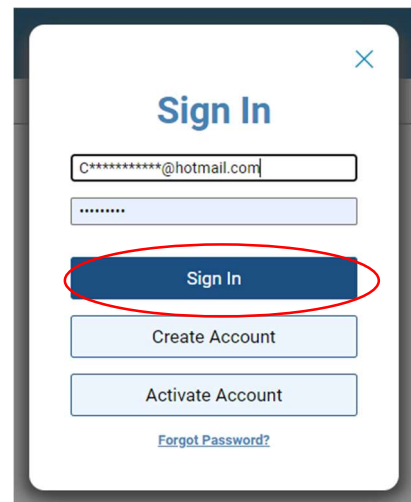 Sign In
C***********@hotmail.com
•••••••••
Sign In
Create Account
Activate Account
Forgot Password?